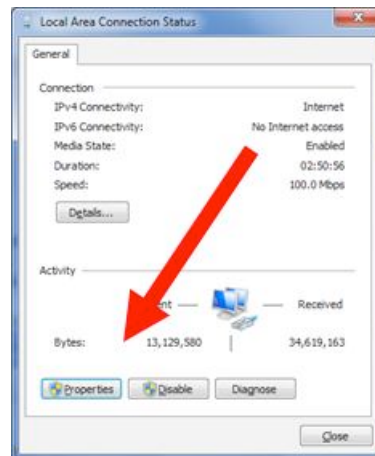 Local Area Connection Status
General
Connection
IPv4 Connectivity: Internet
IPv6 Connectivity: No Internet access
Media State: Enabled
Duration: 02:50:56
Speed: 100.0 Mbps
Details...
Activity
Received
Bytes: 13,129,580 34,619,163
Properties Disable Diagnose
Close